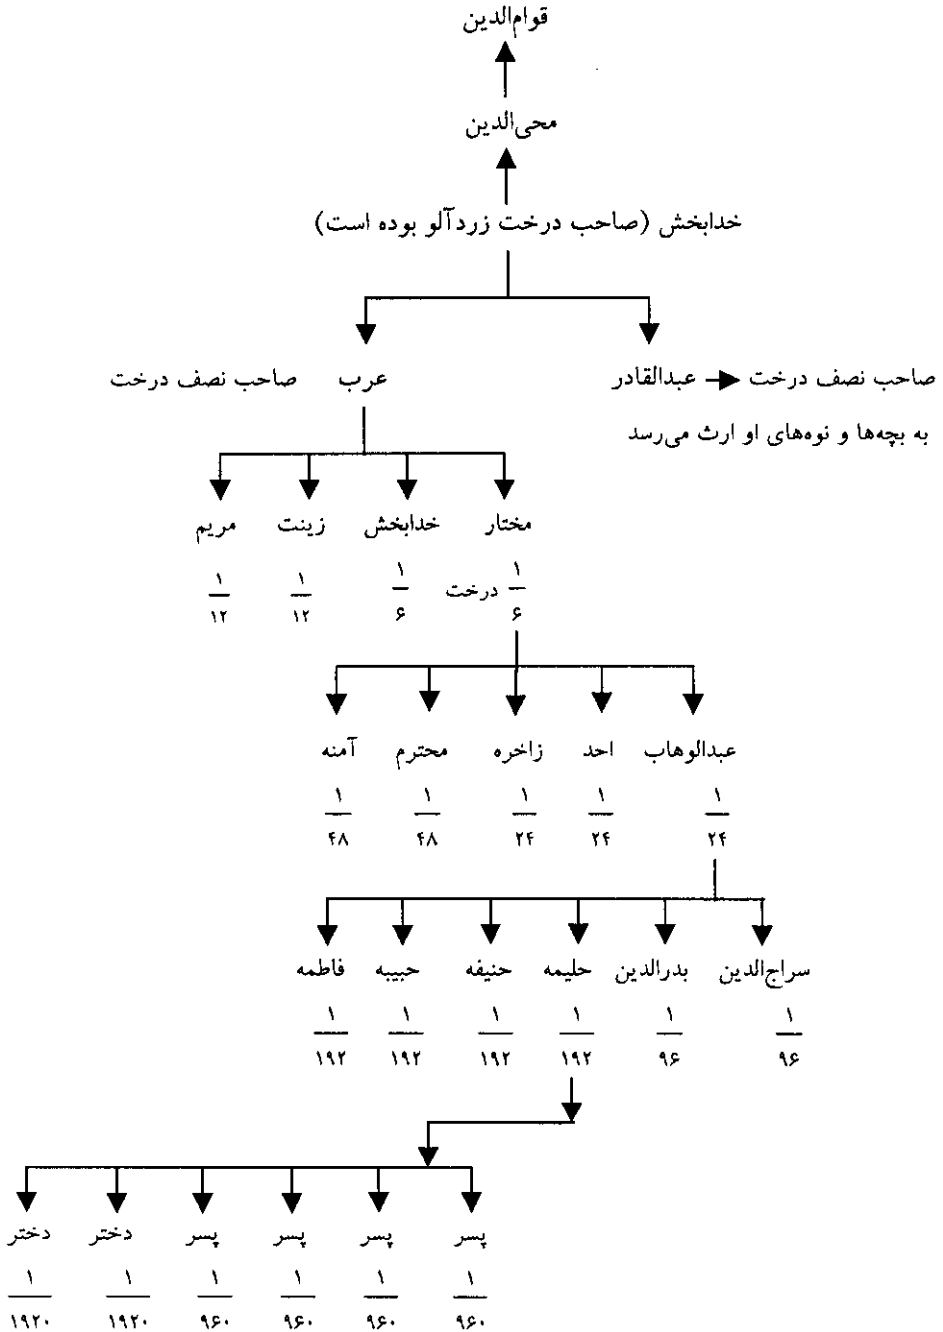 قوام‌الدین
محی‌الدین
خدابخش (صاحب درخت زردآلو بوده است)
صاحب نصف درخت عبدالقادر عرب صاحب نصف درخت
به بچه‌ها و نوه‌های او ارث می‌رسد
مختار خدابخش زینت مریم
۱/۶ درخت ۱/۶ ۱/۱۲ ۱/۱۲
عبدالوهاب احد زاخره محترم آمنه
۱/۲۴ ۱/۲۴ ۱/۲۴ ۱/۴۸ ۱/۴۸
سراج‌الدین بدرالدین حلیمه حنیفه حبیبه فاطمه
۱/۹۶ ۱/۹۶ ۱/۱۹۲ ۱/۱۹۲ ۱/۱۹۲ ۱/۱۹۲
پسر پسر پسر پسر دختر دختر
۱/۹۶۰ ۱/۹۶۰ ۱/۹۶۰ ۱/۹۶۰ ۱/۱۹۲۰ ۱/۱۹۲۰